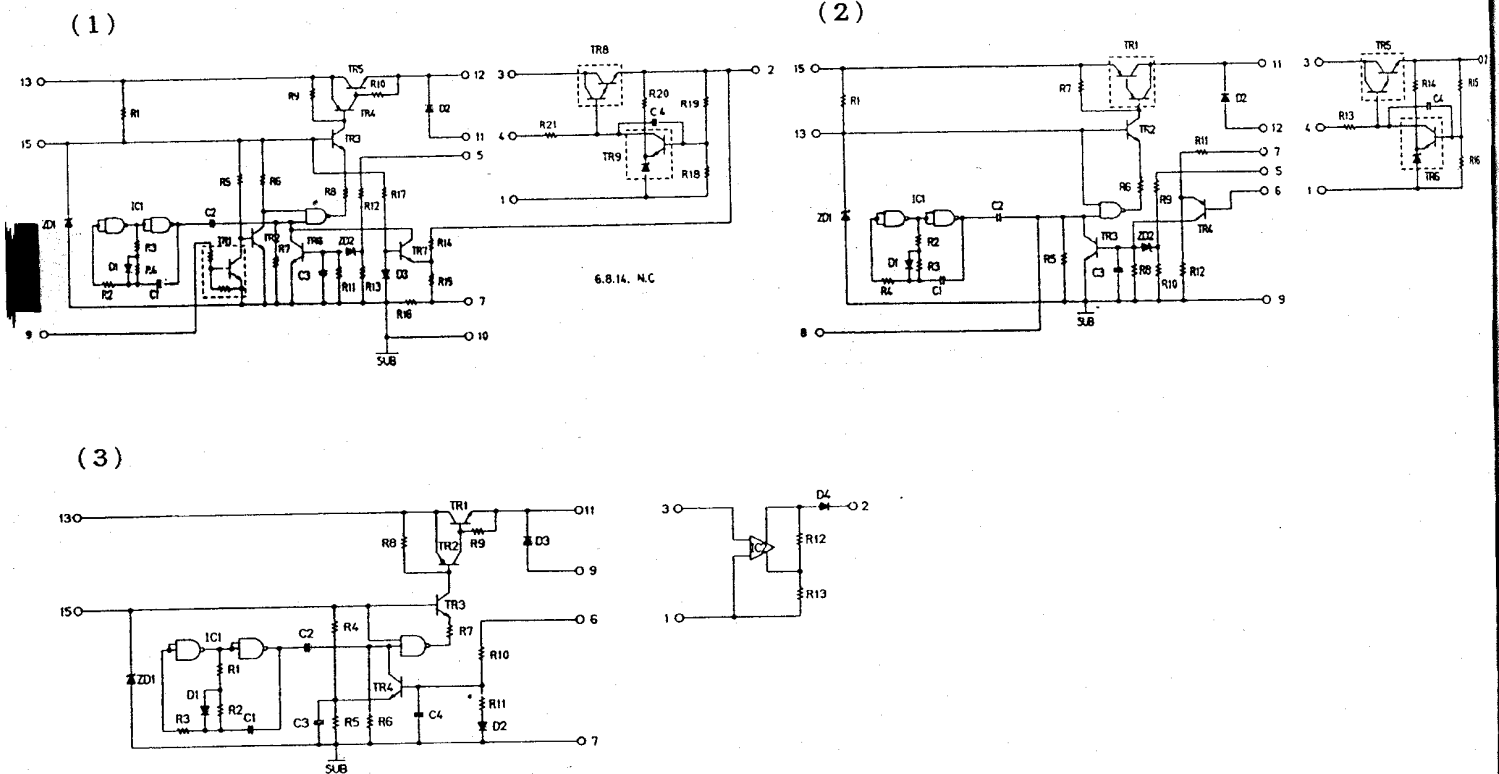 (1)
(2)
13
R1
R9
TR5
R10
TR4
12
D2
3
TR8
2
R20
R19
C4
15
TR3
11
4
R21
TR9
R18
5
R5
R6
R8
R12
R17
1
IC1
C2
ZD1
R3
D1
R4
R2
C1
TR2
R7
TR6
ZD2
C3
R11
R13
TR7
D3
R14
R15
R16
7
6.8.14. N.C
9
10
SUB
15
R1
R7
TR1
11
D2
12
3
TR5
R14
R15
C4
4
R13
TR6
R16
1
13
TR2
R11
7
5
6
R6
R9
TR4
ZD1
IC1
C2
R2
D1
R3
R4
C1
R5
TR3
ZD2
C3
R8
R10
R12
9
SUB
8
(3)
13
R8
TR1
TR2
R9
11
D3
9
15
TR3
R4
R7
6
IC1
C2
R10
ZD1
R1
D1
R2
R3
C1
TR4
R11
C3
R5
R6
C4
D2
7
SUB
3
D4
2
IC2
R12
R13
1